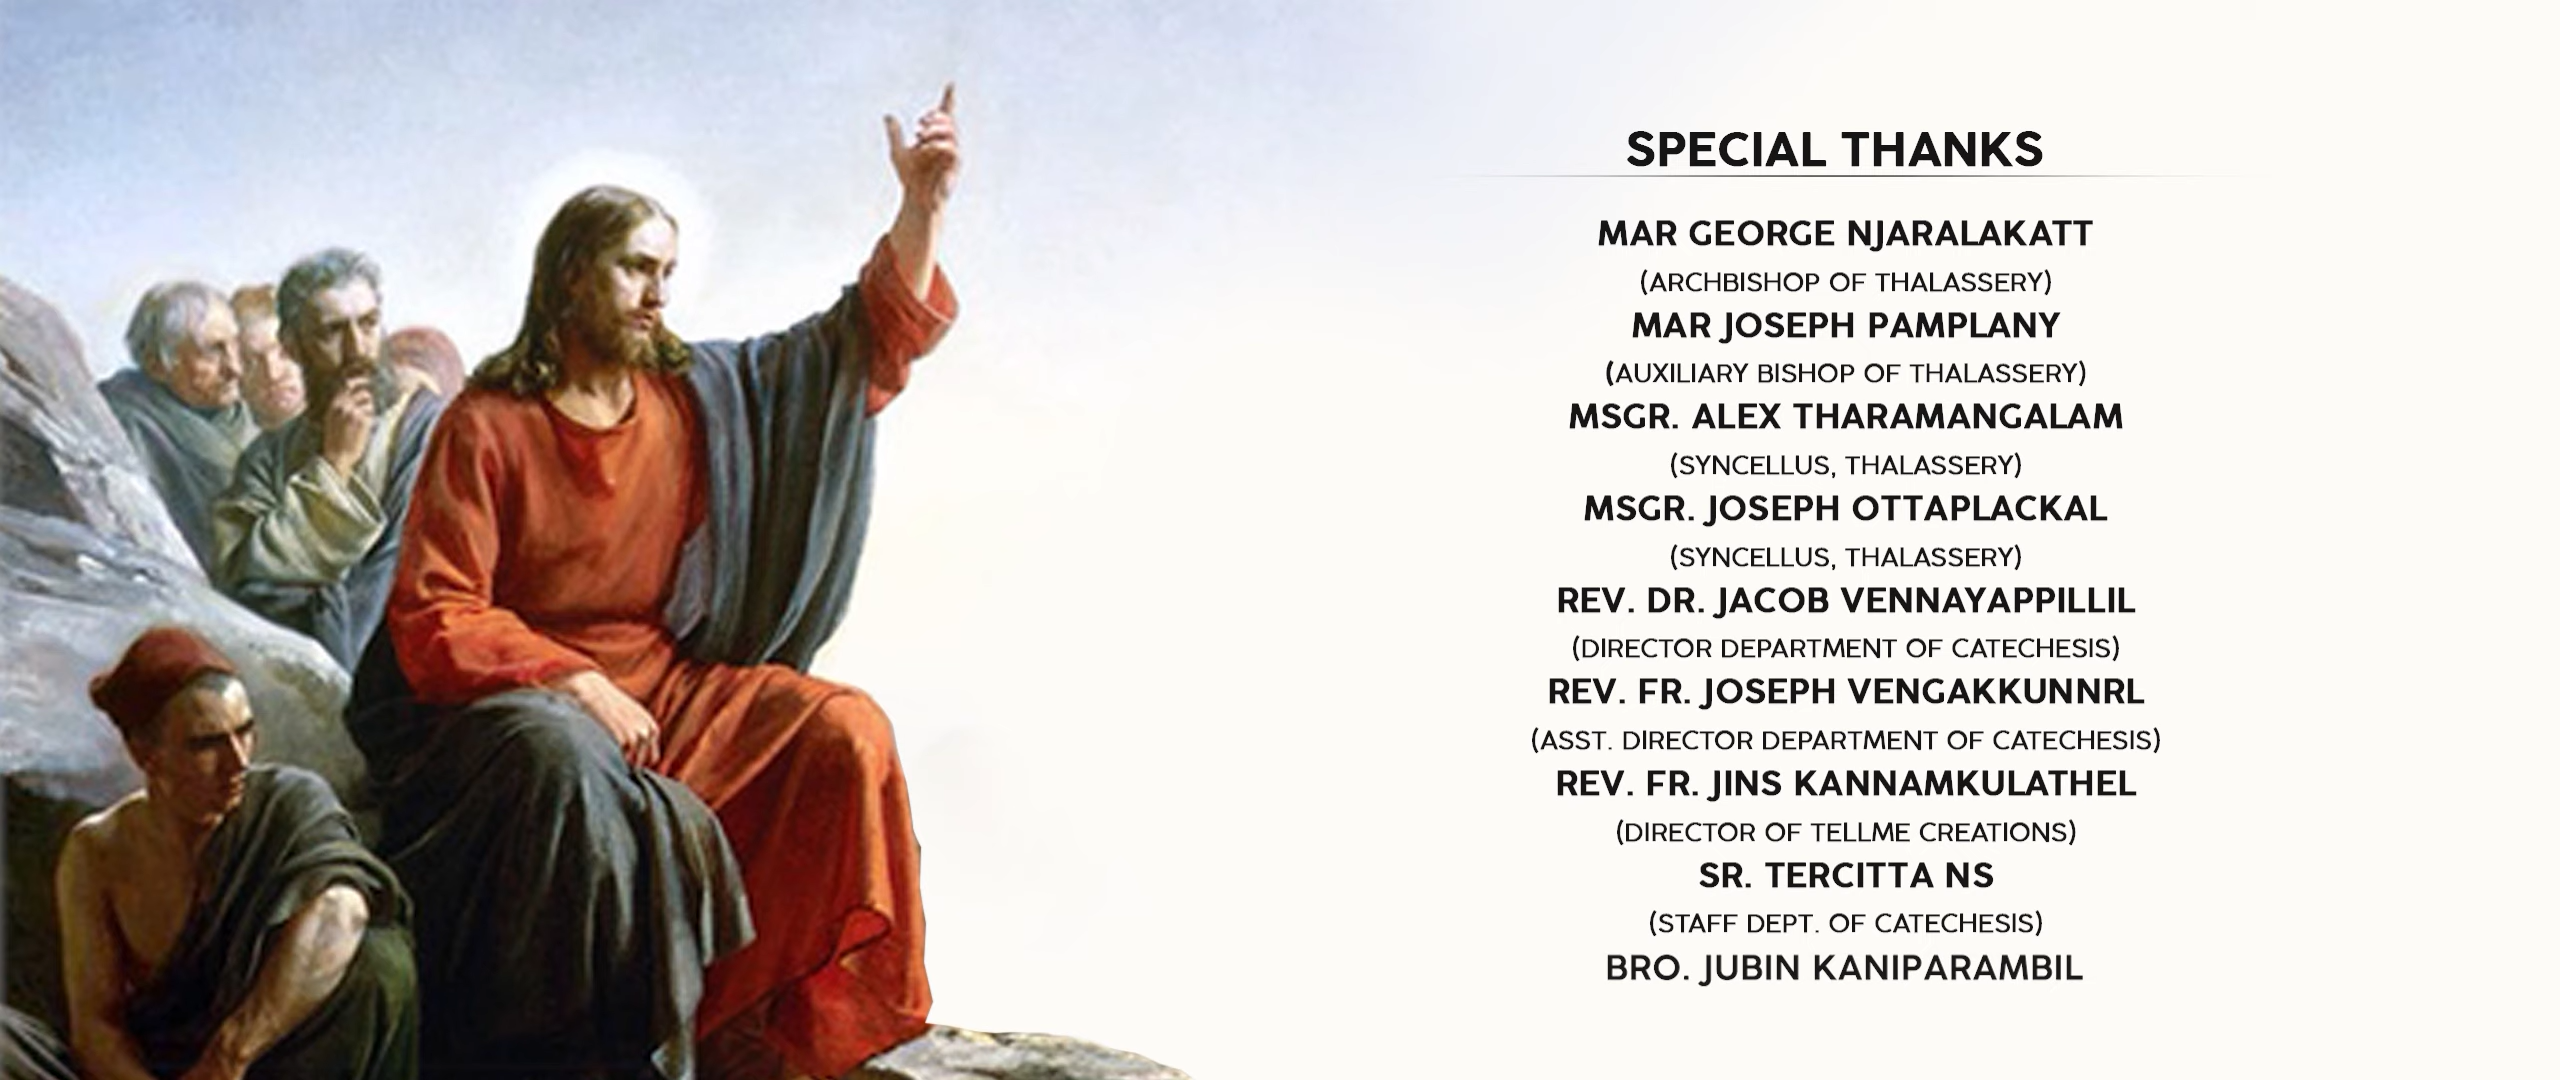 SPECIAL THANKS
MAR GEORGE NJARALAKATT
(ARCHBISHOP OF THALASSERY)
MAR JOSEPH PAMPLANY
(AUXILIARY BISHOP OF THALASSERY)
MSGR. ALEX THARAMANGALAM
(SYNCELLUS, THALASSERY)
MSGR. JOSEPH OTTAPLACKAL
(SYNCELLUS, THALASSERY)
REV. DR. JACOB VENNAYAPPILLIL
(DIRECTOR DEPARTMENT OF CATECHESIS)
REV. FR. JOSEPH VENGAKKUNNRL
(ASST. DIRECTOR DEPARTMENT OF CATECHESIS)
REV. FR. JINS KANNAMKULATHEL
(DIRECTOR OF TELLME CREATIONS)
SR. TERCITTA NS
(STAFF DEPT. OF CATECHESIS)
BRO. JUBIN KANIPARAMBIL